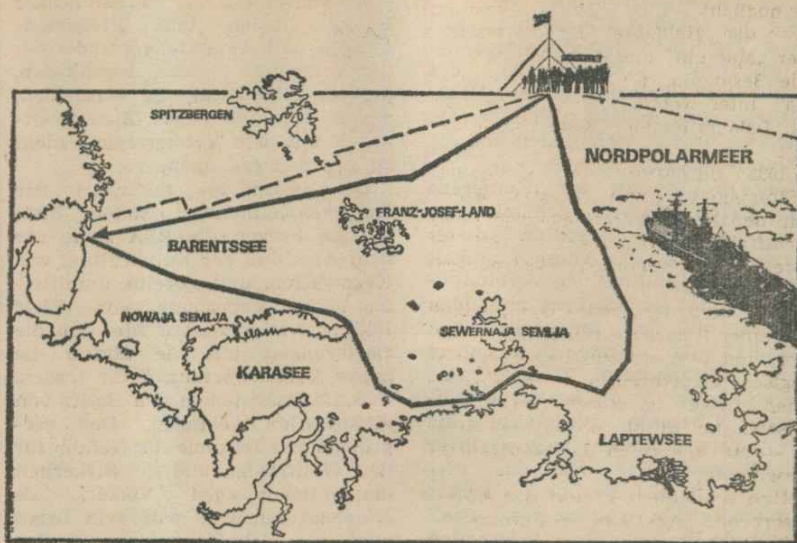 SPITZBERGEN
NORDPOLARMEER
FRANZ-JOSEF-LAND
BARENTSSEE
NOWAJA SEMLJA
SEWERNAJA SEMLJA
KARASEE
LAPTEWSEE